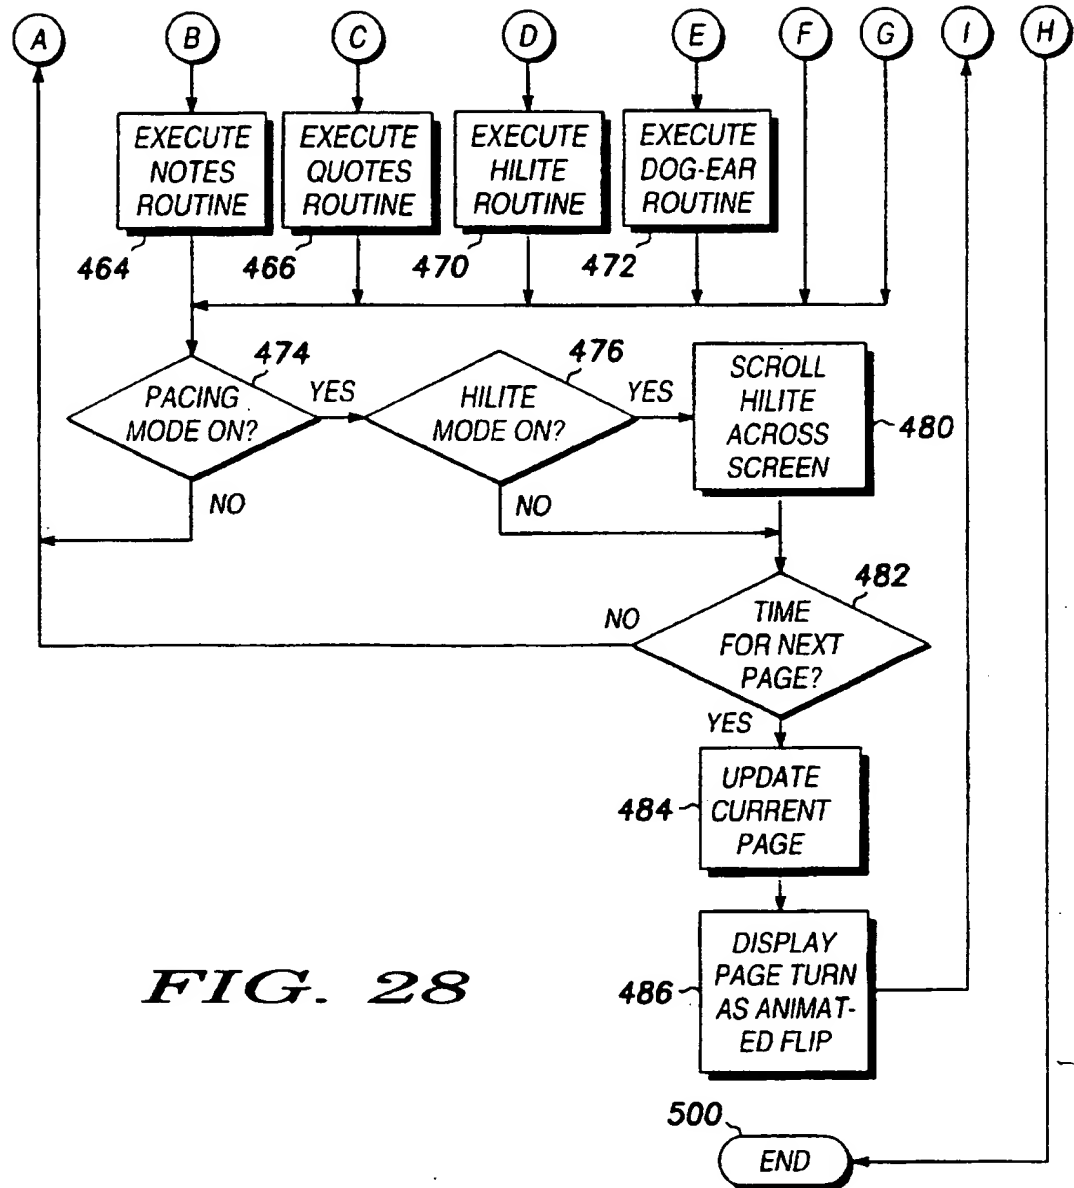 A B C D E F G I H
EXECUTE
NOTES
ROUTINE
464
EXECUTE
QUOTES
ROUTINE
466
EXECUTE
HILITE
ROUTINE
470
EXECUTE
DOG-EAR
ROUTINE
472
474
PACING
MODE ON?
YES
NO
476
HILITE
MODE ON?
YES
NO
SCROLL
HILITE
ACROSS
SCREEN
480
482
TIME
FOR NEXT
PAGE?
NO
YES
484
UPDATE
CURRENT
PAGE
486
DISPLAY
PAGE TURN
AS ANIMAT-
ED FLIP
FIG. 28
500
END